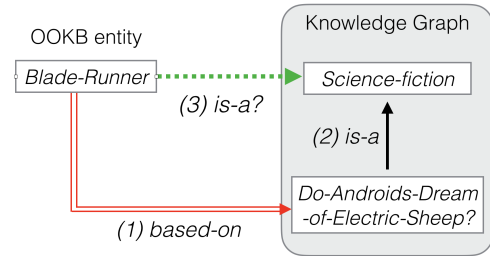 Knowledge Graph
OOKB entity
Blade-Runner
Science-fiction
(3) is-a?
(2) is-a
Do-Androids-Dream
-of-Electric-Sheep?
(1) based-on